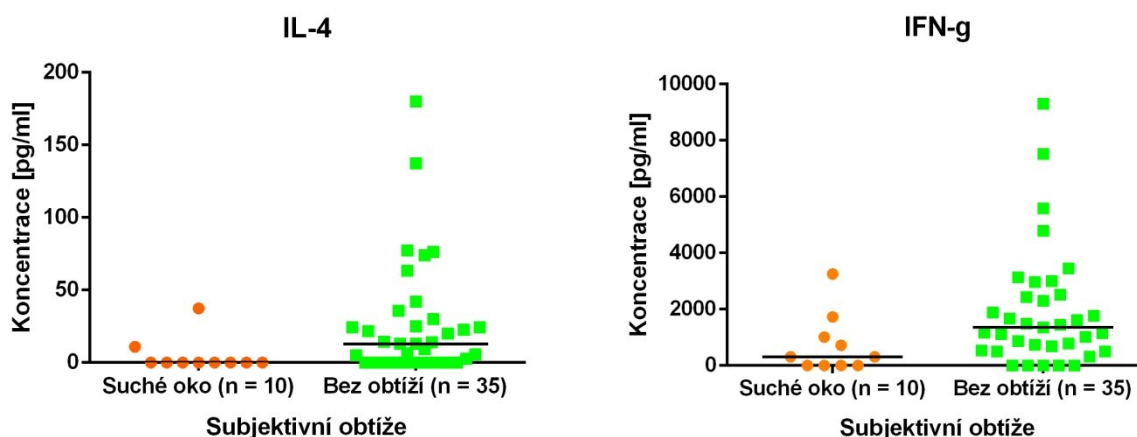 IL-4
Koncentrace [pg/ml]
200
150
100
50
0
Suché oko (n = 10)
Bez obtíží (n = 35)
Subjektivní obtíže
IFN-g
Koncentrace [pg/ml]
10000
8000
6000
4000
2000
0
Suché oko (n = 10)
Bez obtíží (n = 35)
Subjektivní obtíže